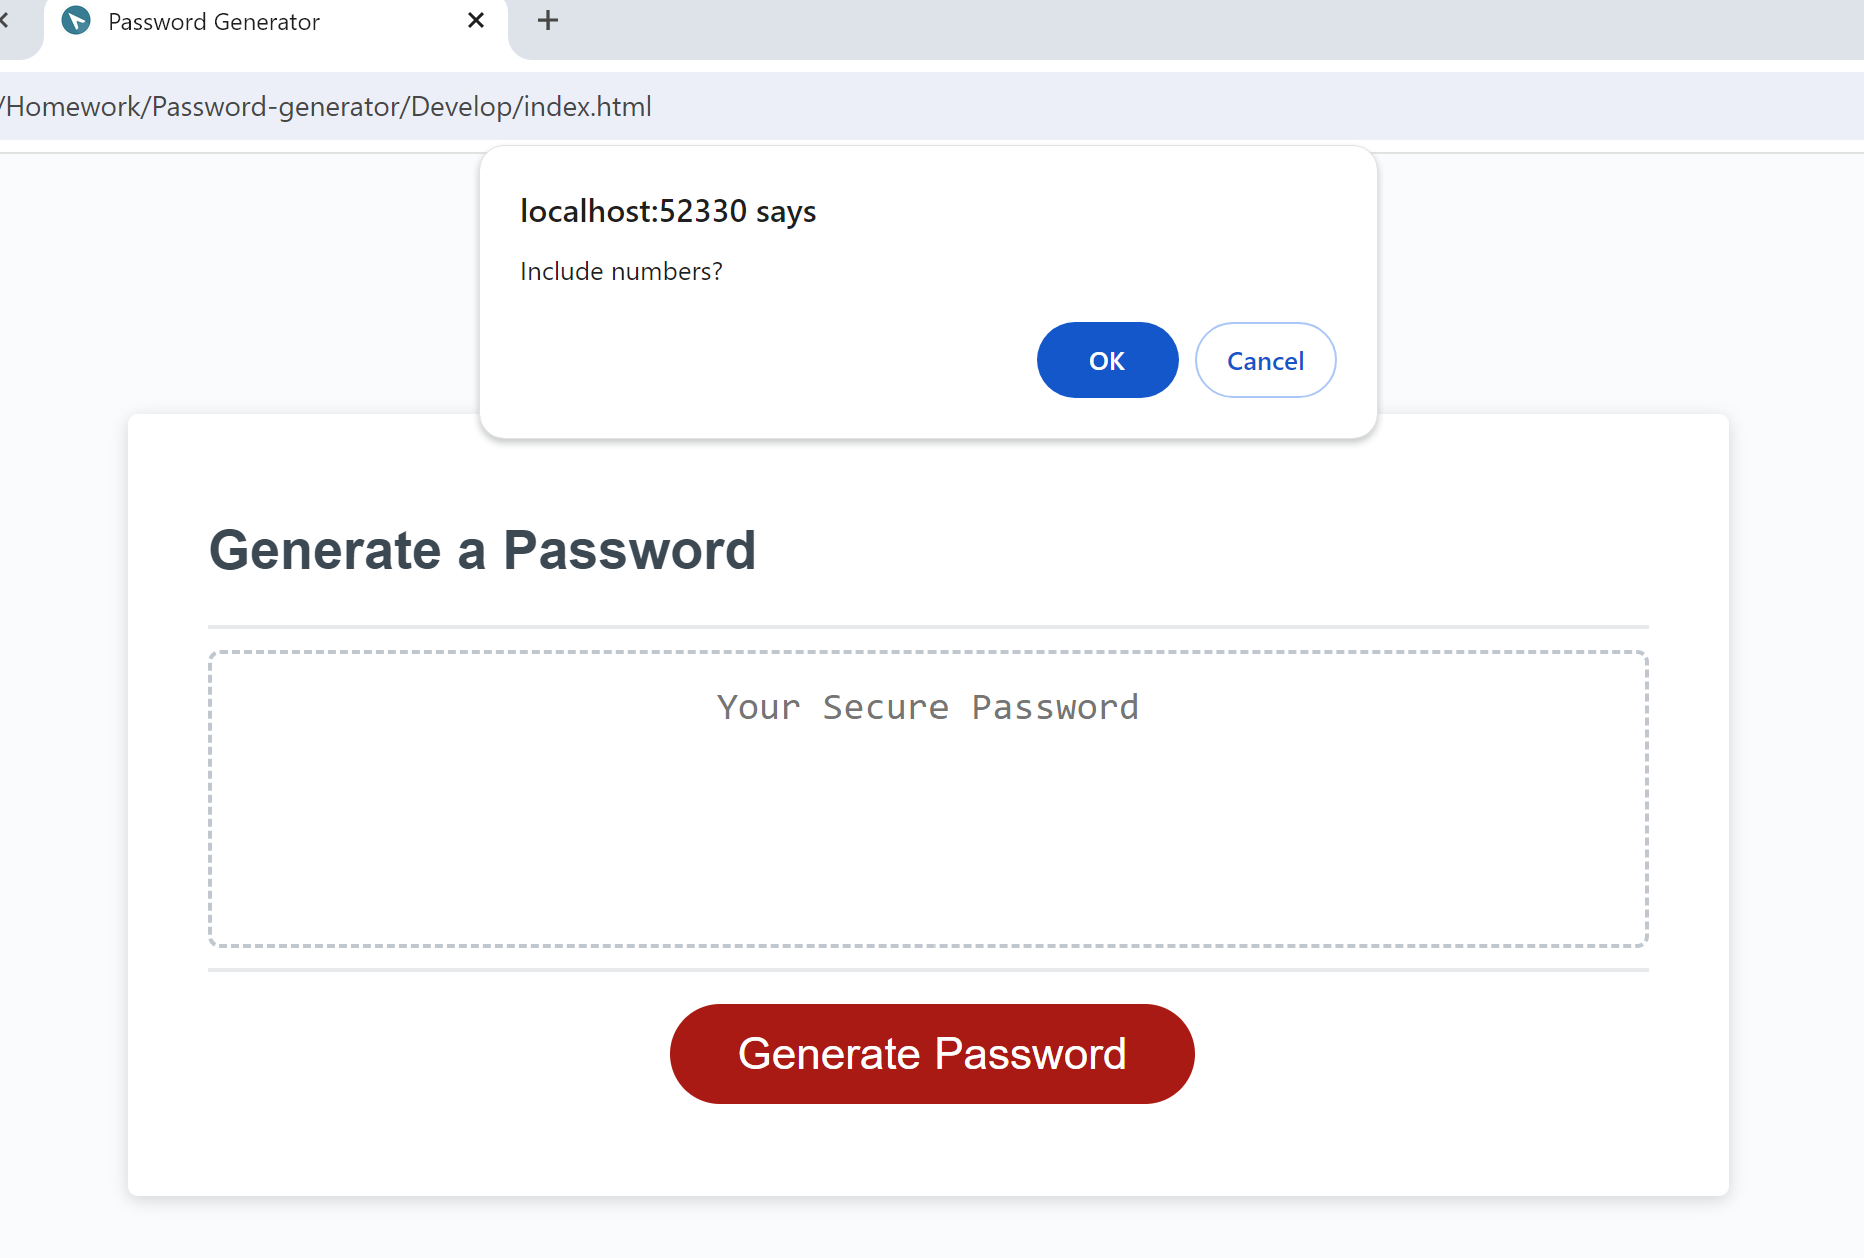 Password Generator
/Homework/Password-generator/Develop/index.html
localhost:52330 says
Include numbers?
OK
Cancel
Generate a Password
Your Secure Password
Generate Password